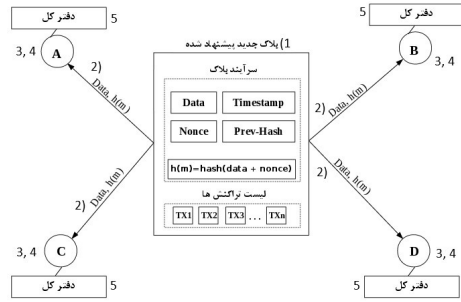 دفتر کل
5
A
3, 4
2)
Data, h(m)
دفتر کل
5
B
3, 4
2)
Data, h(m)
1) بلاک جدید پیشنهاد شده
سرآیند بلاک
Data
Timestamp
Nonce
Prev-Hash
h(m)=hash(data + nonce)
لیست تراکنش ها
TX1 TX2 TX3 ... TXn
2)
Data, h(m)
C
3, 4
دفتر کل
5
2)
Data, h(m)
D
3, 4
دفتر کل
5